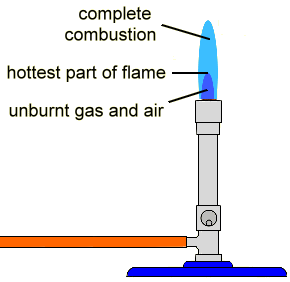 complete
combustion
hottest part of flame
unburnt gas and air